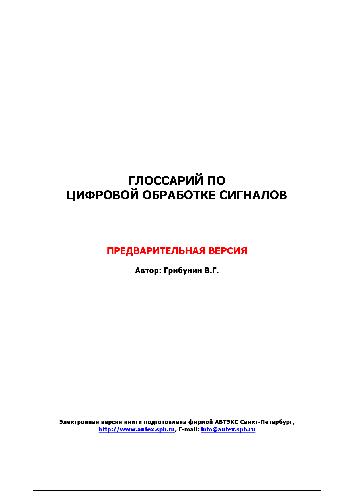 ГЛОССАРИЙ ПО
ЦИФРОВОЙ ОБРАБОТКЕ СИГНАЛОВ
ПРЕДВАРИТЕЛЬНАЯ ВЕРСИЯ
Автор: Грибунин В.Г.
Электронная версия книги подготовлена фирмой АВТЭКС Санкт-Петербург,
http://www.autex.spb.ru, E-mail: info@autex.spb.ru